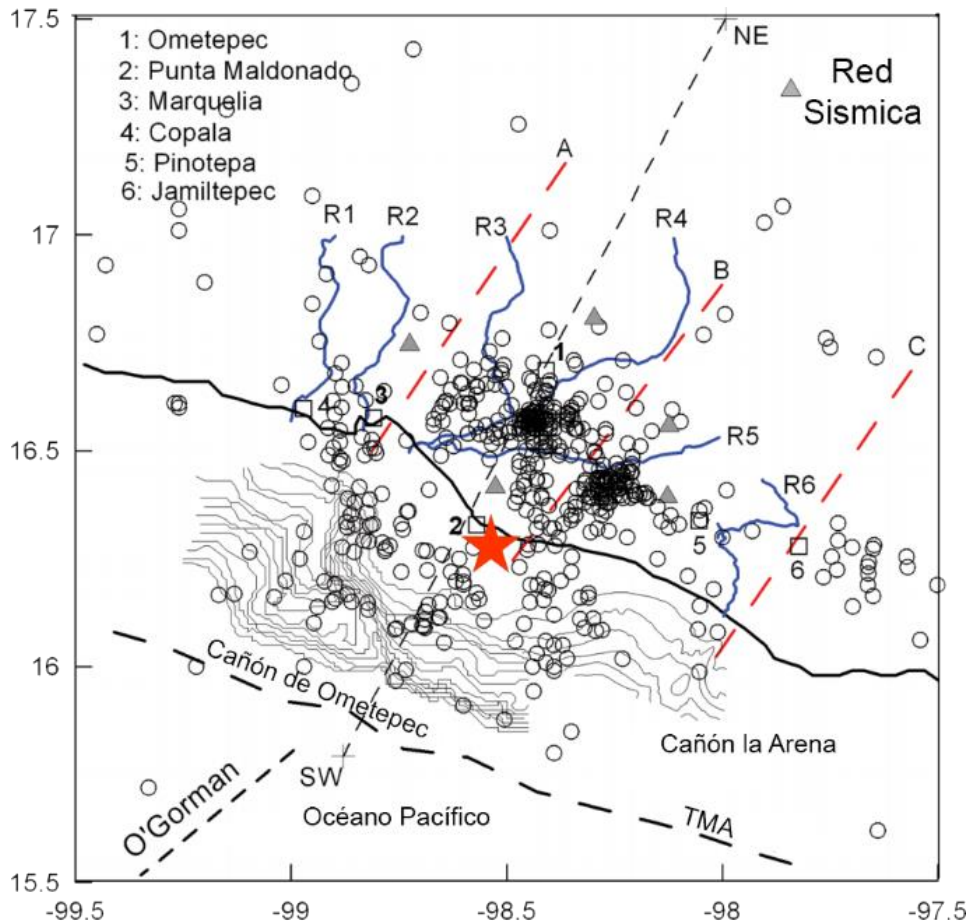 17.5
17
16.5
16
15.5
-99.5
-99
-98.5
-98
-97.5
1: Ometepec
2: Punta Maldonado
3: Marquelia
4: Copala
5: Pinotepa
6: Jamiltepec
NE
Red
Sismica
A
R1
R2
R3
R4
B
C
1
4
3
R5
2
R6
5
6
Cañón de Ometepec
Cañón la Arena
SW
O'Gorman
Océano Pacífico
TMA